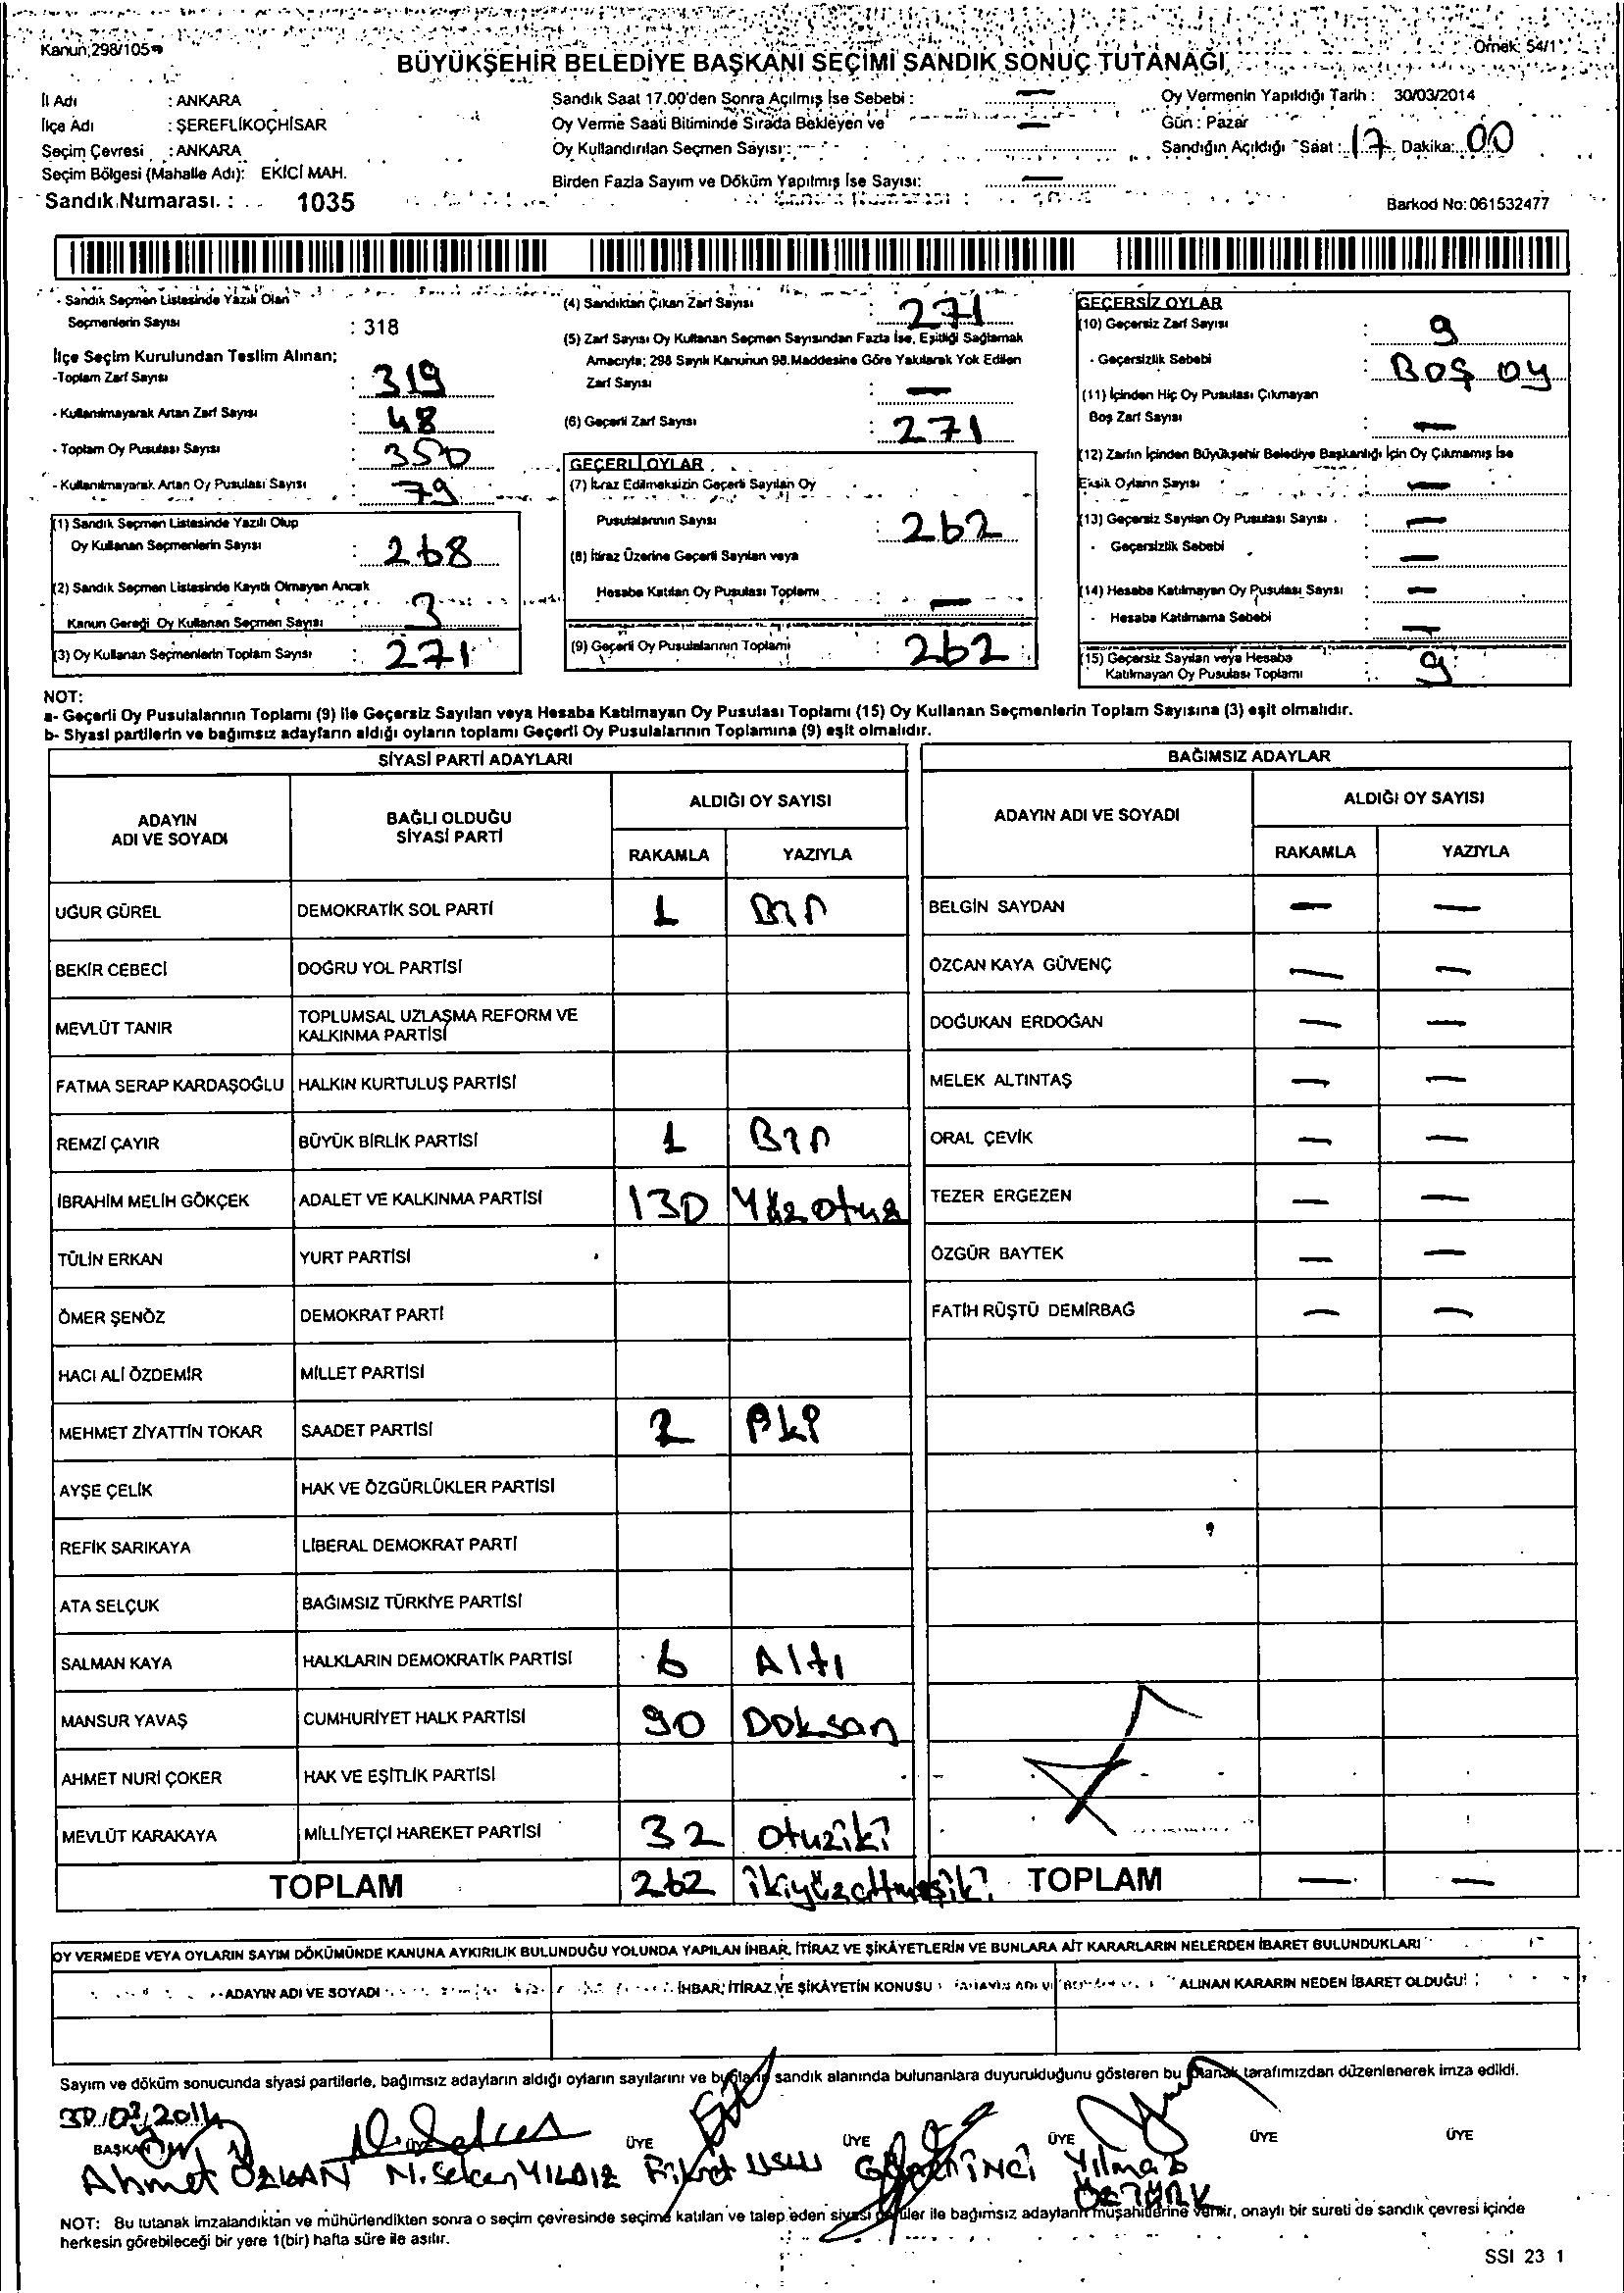 Kanun;298/105
Örnek: 54/1
BÜYÜKŞEHİR BELEDİYE BAŞKANI SEÇİMİ SANDIK SONUÇ TUTANAĞI
İl Adı : ANKARA
İlçe Adı : ŞEREFLİKOÇHİSAR
Seçim Çevresi : ANKARA
Seçim Bölgesi (Mahalle Adı): EKİCİ MAH.
Sandık Numarası : 1035
Sandık Saat 17.00'den Sonra Açılmış İse Sebebi : —
Oy Verme Saati Bitiminde Sırada Bekleyen ve
Oy Kullandırılan Seçmen Sayısı : —
Birden Fazla Sayım ve Döküm Yapılmış İse Sayısı: —
Oy Vermenin Yapıldığı Tarih : 30/03/2014
Gün : Pazar
Sandığın Açıldığı Saat : 17 Dakika: 00
Barkod No: 061532477
- Sandık Seçmen Listesinde Yazılı Olan
Seçmenlerin Sayısı : 318
İlçe Seçim Kurulundan Teslim Alınan;
-Toplam Zarf Sayısı : 319
- Kullanılmayarak Artan Zarf Sayısı : 48
- Toplam Oy Pusulası Sayısı : 350
- Kullanılmayarak Artan Oy Pusulası Sayısı : 79
(1) Sandık Seçmen Listesinde Yazılı Olup
Oy Kullanan Seçmenlerin Sayısı : 268
(2) Sandık Seçmen Listesinde Kayıtlı Olmayan Ancak
Kanun Gereği Oy Kullanan Seçmen Sayısı : 3
(3) Oy Kullanan Seçmenlerin Toplam Sayısı : 271
(4) Sandıktan Çıkan Zarf Sayısı : 271
(5) Zarf Sayısı Oy Kullanan Seçmen Sayısından Fazla İse, Eşitliği Sağlamak
Amacıyla; 298 Sayılı Kanunun 98.Maddesine Göre Yakılarak Yok Edilen
Zarf Sayısı : —
(6) Geçerli Zarf Sayısı : 271
GEÇERLİ OYLAR
(7) İtiraz Edilmeksizin Geçerli Sayılan Oy
Pusulalarının Sayısı : 262
(8) İtiraz Üzerine Geçerli Sayılan veya
Hesaba Katılan Oy Pusulası Toplamı : —
(9) Geçerli Oy Pusulalarının Toplamı : 262
GEÇERSİZ OYLAR
(10) Geçersiz Zarf Sayısı : 9
- Geçersizlik Sebebi : BOŞ OY
(11) İçinden Hiç Oy Pusulası Çıkmayan
Boş Zarf Sayısı : —
(12) Zarfın İçinden Büyükşehir Belediye Başkanlığı İçin Oy Çıkmamış İse
Eksik Oyların Sayısı : —
(13) Geçersiz Sayılan Oy Pusulası Sayısı : —
- Geçersizlik Sebebi : —
(14) Hesaba Katılmayan Oy Pusulası Sayısı : —
- Hesaba Katılmama Sebebi : —
(15) Geçersiz Sayılan veya Hesaba
Katılmayan Oy Pusulası Toplamı : 9
NOT:
a- Geçerli Oy Pusulalarının Toplamı (9) ile Geçersiz Sayılan veya Hesaba Katılmayan Oy Pusulası Toplamı (15) Oy Kullanan Seçmenlerin Toplam Sayısına (3) eşit olmalıdır.
b- Siyasi partilerin ve bağımsız adayların aldığı oyların toplamı Geçerli Oy Pusulalarının Toplamına (9) eşit olmalıdır.
SİYASİ PARTİ ADAYLARI
ADAYIN ADI VE SOYADI
BAĞLI OLDUĞU SİYASİ PARTİ
ALDIĞI OY SAYISI
RAKAMLA YAZIYLA
UĞUR GÜREL DEMOKRATİK SOL PARTİ 1 Bir
BEKİR CEBECİ DOĞRU YOL PARTİSİ
MEVLÜT TANIR TOPLUMSAL UZLAŞMA REFORM VE
KALKINMA PARTİSİ
FATMA SERAP KARDAŞOĞLU HALKIN KURTULUŞ PARTİSİ
REMZİ ÇAYIR BÜYÜK BİRLİK PARTİSİ 1 Bir
İBRAHİM MELİH GÖKÇEK ADALET VE KALKINMA PARTİSİ 130 Yüz otuz
TÜLİN ERKAN YURT PARTİSİ
ÖMER ŞENÖZ DEMOKRAT PARTİ
HACI ALİ ÖZDEMİR MİLLET PARTİSİ
MEHMET ZİYATTİN TOKAR SAADET PARTİSİ 2 iki
AYŞE ÇELİK HAK VE ÖZGÜRLÜKLER PARTİSİ
REFİK SARIKAYA LİBERAL DEMOKRAT PARTİ
ATA SELÇUK BAĞIMSIZ TÜRKİYE PARTİSİ
SALMAN KAYA HALKLARIN DEMOKRATİK PARTİSİ 6 Altı
MANSUR YAVAŞ CUMHURİYET HALK PARTİSİ 90 Doksan
AHMET NURİ ÇOKER HAK VE EŞİTLİK PARTİSİ
MEVLÜT KARAKAYA MİLLİYETÇİ HAREKET PARTİSİ 32 otuziki
TOPLAM 262 ikiyüzaltmışiki
BAĞIMSIZ ADAYLAR
ADAYIN ADI VE SOYADI
ALDIĞI OY SAYISI
RAKAMLA YAZIYLA
BELGİN SAYDAN — —
ÖZCAN KAYA GÜVENÇ — —
DOĞUKAN ERDOĞAN — —
MELEK ALTINTAŞ — —
ORAL ÇEVİK — —
TEZER ERGEZEN — —
ÖZGÜR BAYTEK — —
FATİH RÜŞTÜ DEMİRBAĞ — —
TOPLAM — —
OY VERMEDE VEYA OYLARIN SAYIM DÖKÜMÜNDE KANUNA AYKIRILIK BULUNDUĞU YOLUNDA YAPILAN İHBAR, İTİRAZ VE ŞİKÂYETLERİN VE BUNLARA AİT KARARLARIN NELERDEN İBARET BULUNDUKLARI
ADAYIN ADI VE SOYADI
İHBAR, İTİRAZ VE ŞİKÂYETİN KONUSU
ALINAN KARARIN NEDEN İBARET OLDUĞU
Sayım ve döküm sonucunda siyasi partilerle, bağımsız adayların aldığı oyların sayılarını ve bunların sandık alanında bulunanlara duyurulduğunu gösteren bu tutanak tarafımızdan düzenlenerek imza edildi.
30/03/2014
BAŞKAN ÜYE ÜYE ÜYE ÜYE ÜYE
Ahmet ÖZKAN M. Seken YILDIZ Fikret USLU İNCİ Yılmaz
ÖZTÜRK
NOT: Bu tutanak imzalandıktan ve mühürlendikten sonra o seçim çevresinde seçime katılan ve talep eden siyasi partiler ile bağımsız adayların müşahitlerine verilir, onaylı bir sureti de sandık çevresi içinde
herkesin görebileceği bir yere 1(bir) hafta süre ile asılır.
SSI 23 1